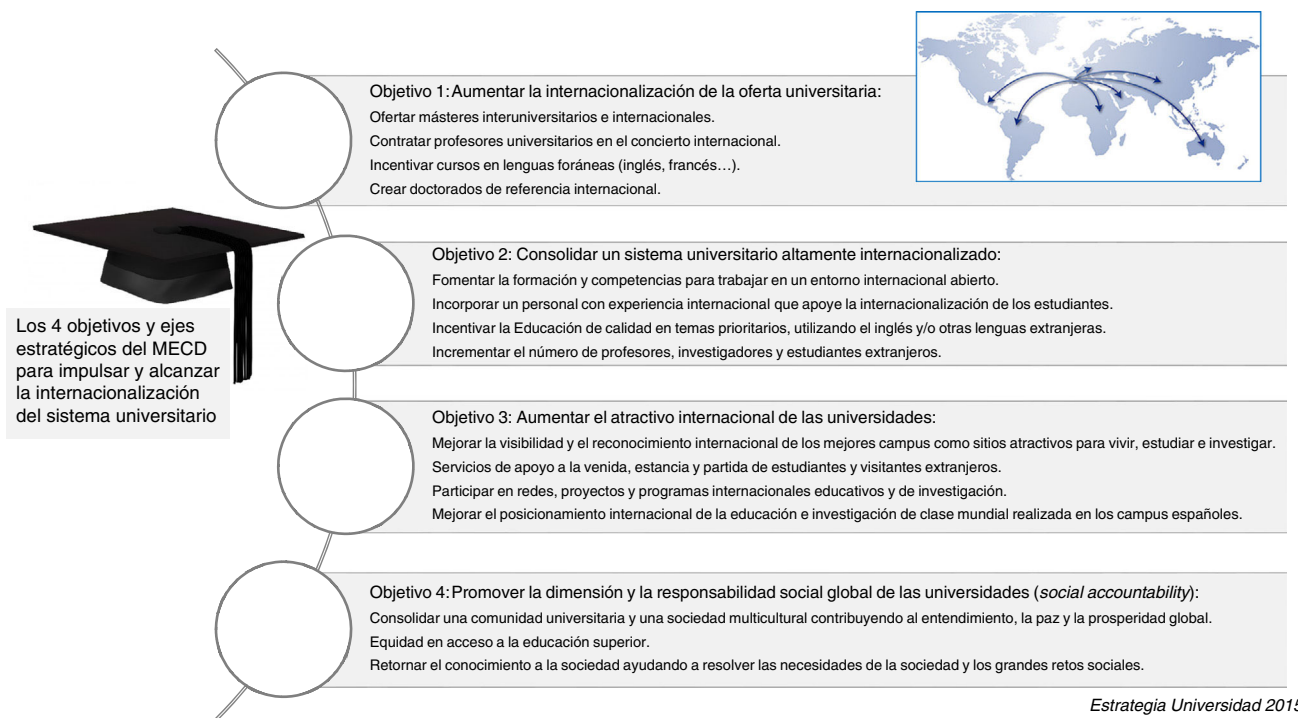 Objetivo 1: Aumentar la internacionalización de la oferta universitaria:
Ofertar másteres interuniversitarios e internacionales.
Contratar profesores universitarios en el concierto internacional.
Incentivar cursos en lenguas foráneas (inglés, francés…).
Crear doctorados de referencia internacional.
Los 4 objetivos y ejes
estratégicos del MECD
para impulsar y alcanzar
la internacionalización
del sistema universitario
Objetivo 2: Consolidar un sistema universitario altamente internacionalizado:
Fomentar la formación y competencias para trabajar en un entorno internacional abierto.
Incorporar un personal con experiencia internacional que apoye la internacionalización de los estudiantes.
Incentivar la Educación de calidad en temas prioritarios, utilizando el inglés y/o otras lenguas extranjeras.
Incrementar el número de profesores, investigadores y estudiantes extranjeros.
Objetivo 3: Aumentar el atractivo internacional de las universidades:
Mejorar la visibilidad y el reconocimiento internacional de los mejores campus como sitios atractivos para vivir, estudiar e investigar.
Servicios de apoyo a la venida, estancia y partida de estudiantes y visitantes extranjeros.
Participar en redes, proyectos y programas internacionales educativos y de investigación.
Mejorar el posicionamiento internacional de la educación e investigación de clase mundial realizada en los campus españoles.
Objetivo 4: Promover la dimensión y la responsabilidad social global de las universidades (social accountability):
Consolidar una comunidad universitaria y una sociedad multicultural contribuyendo al entendimiento, la paz y la prosperidad global.
Equidad en acceso a la educación superior.
Retornar el conocimiento a la sociedad ayudando a resolver las necesidades de la sociedad y los grandes retos sociales.
Estrategia Universidad 2015